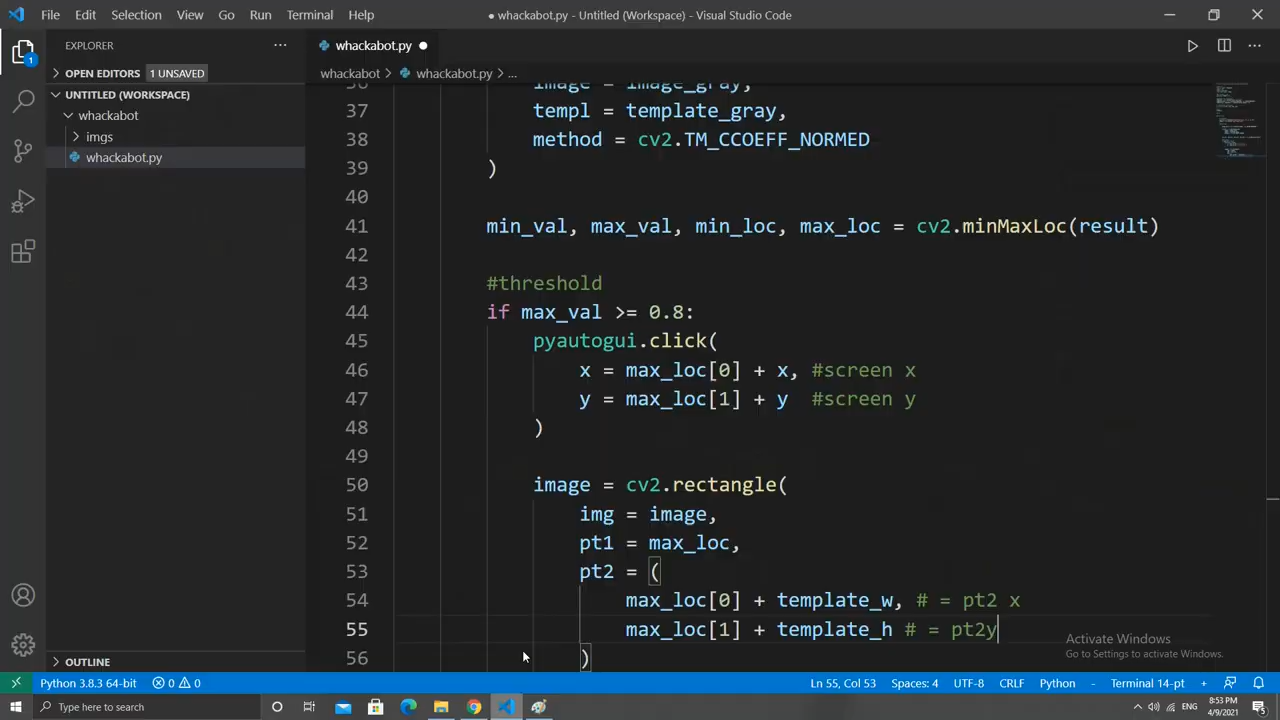 File Edit Selection View Go Run Terminal Help
● whackabot.py - Untitled (Workspace) - Visual Studio Code
EXPLORER
whackabot.py
OPEN EDITORS 1 UNSAVED
whackabot > whackabot.py > ...
UNTITLED (WORKSPACE)
whackabot
imgs
whackabot.py
1
36 image = image_gray,
37 templ = template_gray,
38 method = cv2.TM_CCOEFF_NORMED
39 )
40
41 min_val, max_val, min_loc, max_loc = cv2.minMaxLoc(result)
42
43 #threshold
44 if max_val >= 0.8:
45 pyautogui.click(
46 x = max_loc[0] + x, #screen x
47 y = max_loc[1] + y #screen y
48 )
49
50 image = cv2.rectangle(
51 img = image,
52 pt1 = max_loc,
53 pt2 = (
54 max_loc[0] + template_w, # = pt2 x
55 max_loc[1] + template_h # = pt2y
56 )
Activate Windows
Go to Settings to activate Windows.
OUTLINE
Python 3.8.3 64-bit 0 0 Ln 55, Col 53 Spaces: 4 UTF-8 CRLF Python - Terminal 14-pt +
Type here to search
8:53 PM
4/9/2021